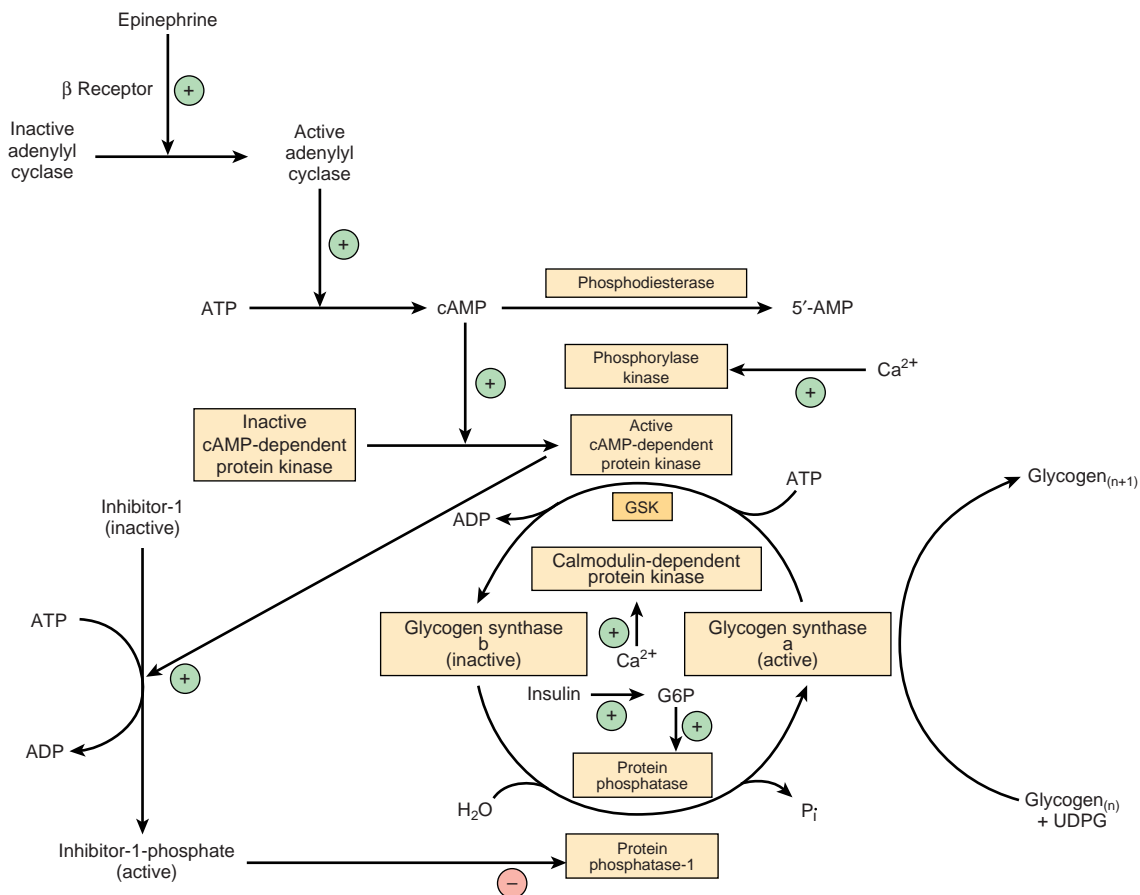 Epinephrine
β Receptor
+
Inactive
adenylyl
cyclase
Active
adenylyl
cyclase
+
ATP
cAMP
Phosphodiesterase
5′-AMP
+
Phosphorylase
kinase
+
Ca²⁺
Inactive
cAMP-dependent
protein kinase
Active
cAMP-dependent
protein kinase
Inhibitor-1
(inactive)
ADP
GSK
ATP
Glycogen₍ₙ₊₁₎
Calmodulin-dependent
protein kinase
ATP
+
Glycogen synthase
b
(inactive)
+
Ca²⁺
Glycogen synthase
a
(active)
Insulin
+
G6P
+
ADP
Protein
phosphatase
H₂O
Pi
Glycogen₍ₙ₎
+ UDPG
Inhibitor-1-phosphate
(active)
−
Protein
phosphatase-1